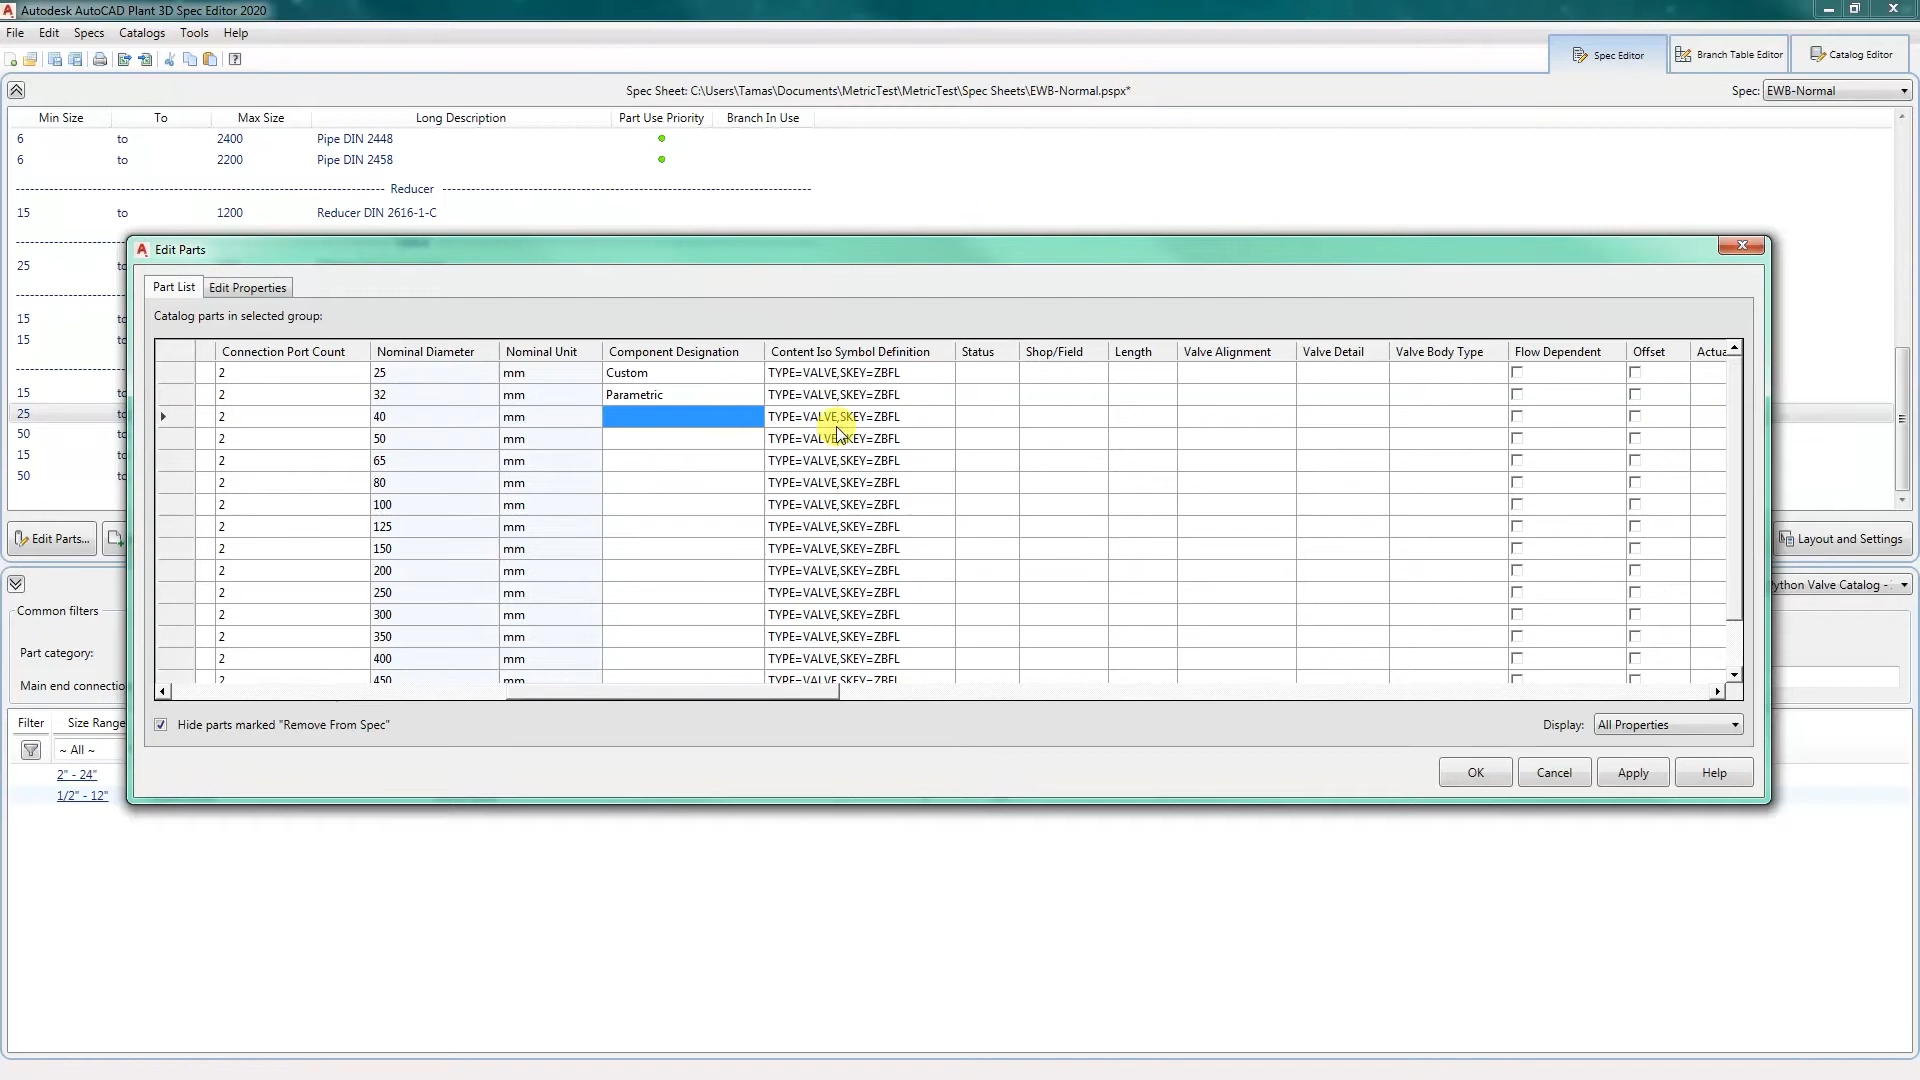 Autodesk AutoCAD Plant 3D Spec Editor 2020
File Edit Specs Catalogs Tools Help
Spec Editor Branch Table Editor Catalog Editor
Spec Sheet: C:\Users\Tamas\Documents\MetricTest\MetricTest\Spec Sheets\EWB-Normal.pspx* Spec: EWB-Normal
Min Size To Max Size Long Description Part Use Priority Branch In Use
6 to 2400 Pipe DIN 2448
6 to 2200 Pipe DIN 2458
Reducer
15 to 1200 Reducer DIN 2616-1-C
25
15
15
15
25
50
15
50
Edit Parts
Part List Edit Properties
Catalog parts in selected group:
Connection Port Count Nominal Diameter Nominal Unit Component Designation Content Iso Symbol Definition Status Shop/Field Length Valve Alignment Valve Detail Valve Body Type Flow Dependent Offset Actua
2 25 mm Custom TYPE=VALVE,SKEY=ZBFL
2 32 mm Parametric TYPE=VALVE,SKEY=ZBFL
2 40 mm TYPE=VALVE,SKEY=ZBFL
2 50 mm TYPE=VALVE,SKEY=ZBFL
2 65 mm TYPE=VALVE,SKEY=ZBFL
2 80 mm TYPE=VALVE,SKEY=ZBFL
2 100 mm TYPE=VALVE,SKEY=ZBFL
2 125 mm TYPE=VALVE,SKEY=ZBFL
2 150 mm TYPE=VALVE,SKEY=ZBFL
2 200 mm TYPE=VALVE,SKEY=ZBFL
2 250 mm TYPE=VALVE,SKEY=ZBFL
2 300 mm TYPE=VALVE,SKEY=ZBFL
2 350 mm TYPE=VALVE,SKEY=ZBFL
2 400 mm TYPE=VALVE,SKEY=ZBFL
2 450 mm TYPE=VALVE,SKEY=ZBFL
Hide parts marked "Remove From Spec" Display: All Properties
OK Cancel Apply Help
Edit Parts... Layout and Settings
ython Valve Catalog -
Common filters
Part category:
Main end connectio
Filter Size Range
~ All ~
2" - 24"
1/2" - 12"